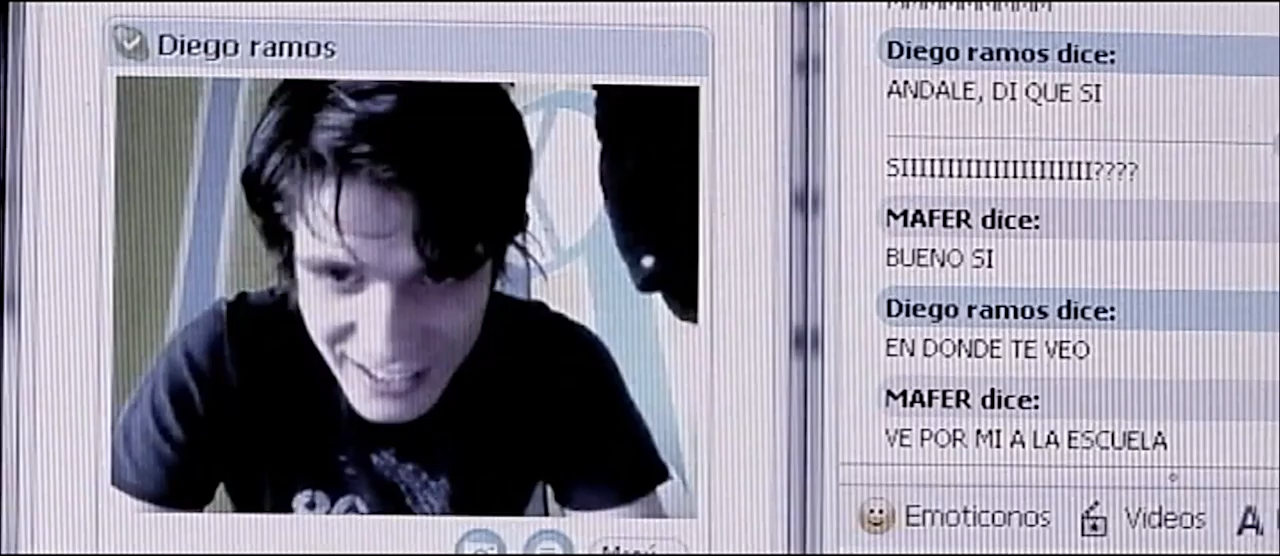 Diego ramos
Diego ramos dice:
ANDALE, DI QUE SI
SIIIIIIIIIIIIIIIIIIIII????
MAFER dice:
BUENO SI
Diego ramos dice:
EN DONDE TE VEO
MAFER dice:
VE POR MI A LA ESCUELA
Emoticonos Videos